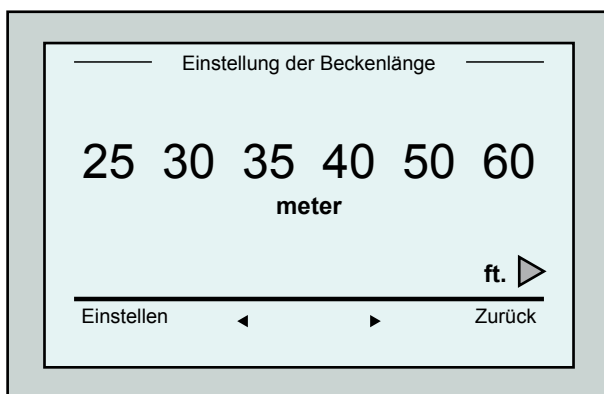 Einstellung der Beckenlänge
25 30 35 40 50 60
meter
ft.
Einstellen Zurück